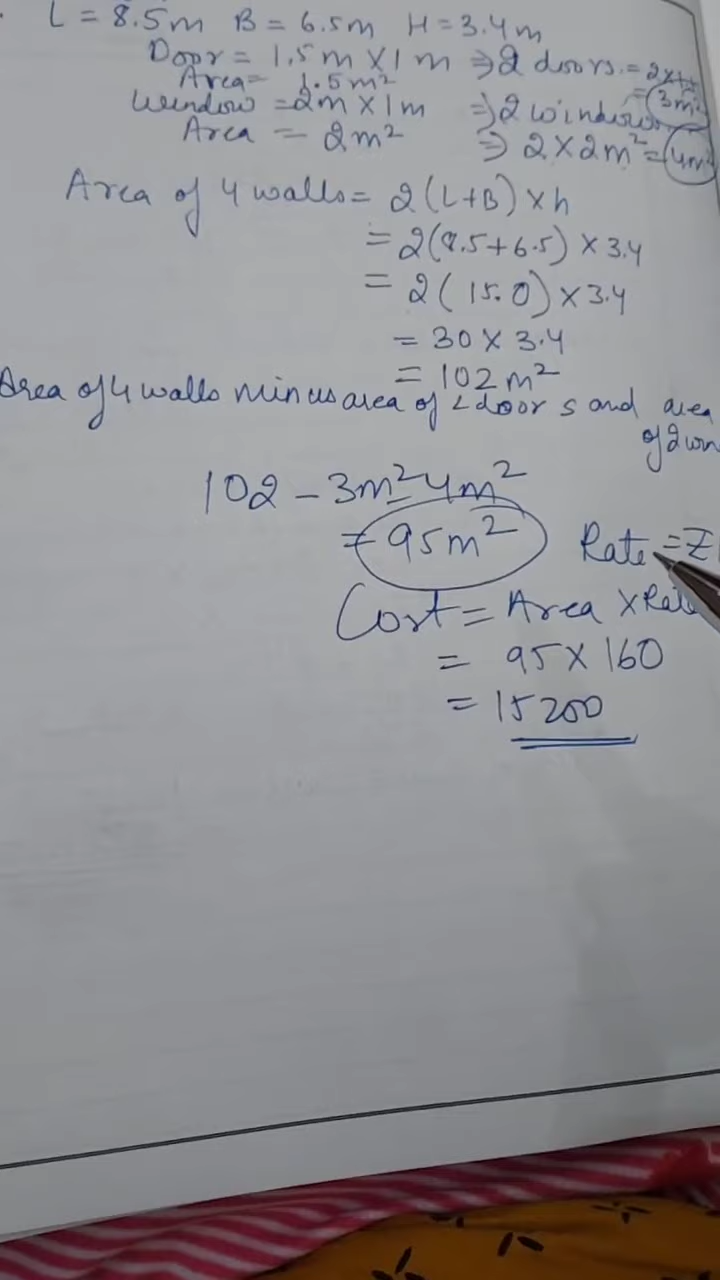 L = 8.5m B = 6.5m H = 3.4m
Door = 1.5m X 1m ⇒ 2 doors = 2x
Area = 1.5m² = 3m²
Window = 2m X 1m ⇒ 2 window
Area = 2m² ⇒ 2 X 2m² = 4m²
Area of 4 walls = 2(L+B) X h
= 2(8.5+6.5) X 3.4
= 2(15.0) X 3.4
= 30 X 3.4
= 102 m²
Area of 4 walls minus area of 2 doors and area
of 2
102 - 3m² - 4m²
= 95m² Rate =
Cost = Area X Rate
= 95 X 160
= 15200